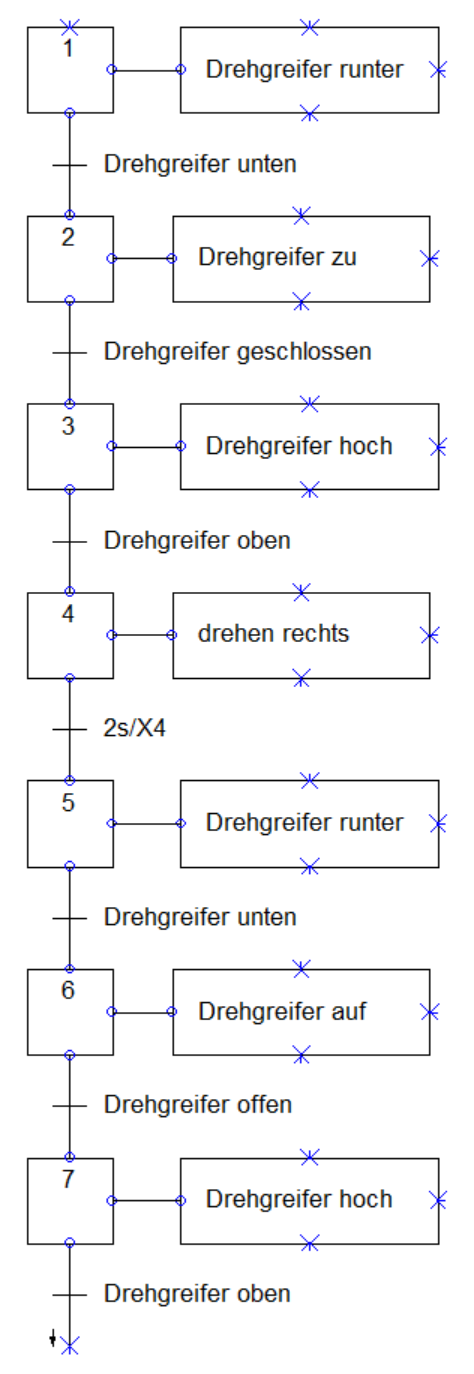 1
Drehgreifer runter
Drehgreifer unten
2
Drehgreifer zu
Drehgreifer geschlossen
3
Drehgreifer hoch
Drehgreifer oben
4
drehen rechts
2s/X4
5
Drehgreifer runter
Drehgreifer unten
6
Drehgreifer auf
Drehgreifer offen
7
Drehgreifer hoch
Drehgreifer oben